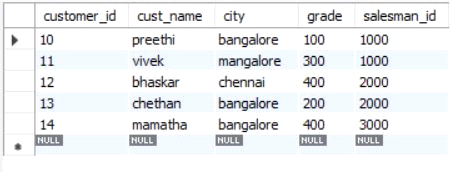 customer_id cust_name city grade salesman_id
10 preethi bangalore 100 1000
11 vivek mangalore 300 1000
12 bhaskar chennai 400 2000
13 chethan bangalore 200 2000
14 mamatha bangalore 400 3000
NULL NULL NULL NULL NULL